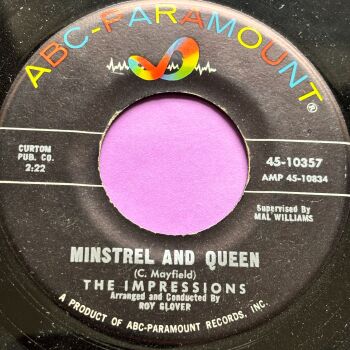 ABC-PARAMOUNT
®
CURTOM
PUB. CO.
2:22
45-10357
AMP 45-10834
Supervised By
MAL WILLIAMS
MINSTREL AND QUEEN
(C. Mayfield)
THE IMPRESSIONS
Arranged and Conducted By
ROY GLOVER
A PRODUCT OF ABC-PARAMOUNT RECORDS, INC.